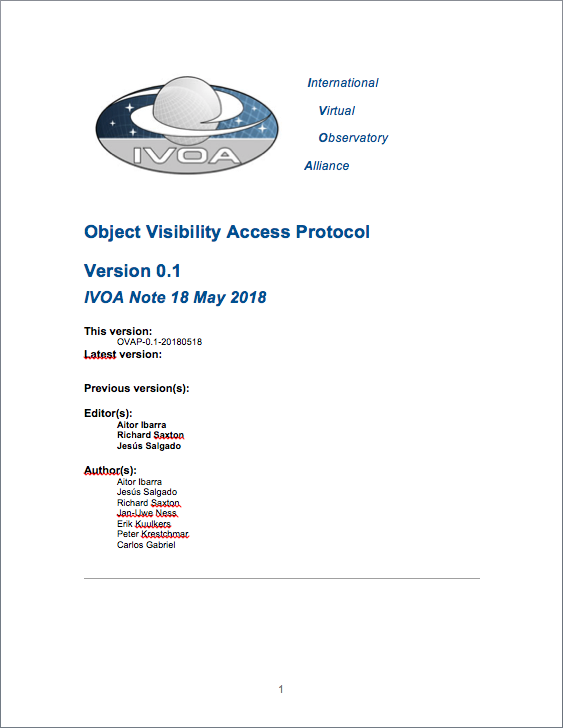 IVOA
International
Virtual
Observatory
Alliance
Object Visibility Access Protocol
Version 0.1
IVOA Note 18 May 2018
This version:
OVAP-0.1-20180518
Latest version:
Previous version(s):
Editor(s):
Aitor Ibarra
Richard Saxton
Jesús Salgado
Author(s):
Aitor Ibarra
Jesús Salgado
Richard Saxton
Jan-Uwe Ness
Erik Kuulkers
Peter Krestchmar
Carlos Gabriel
1